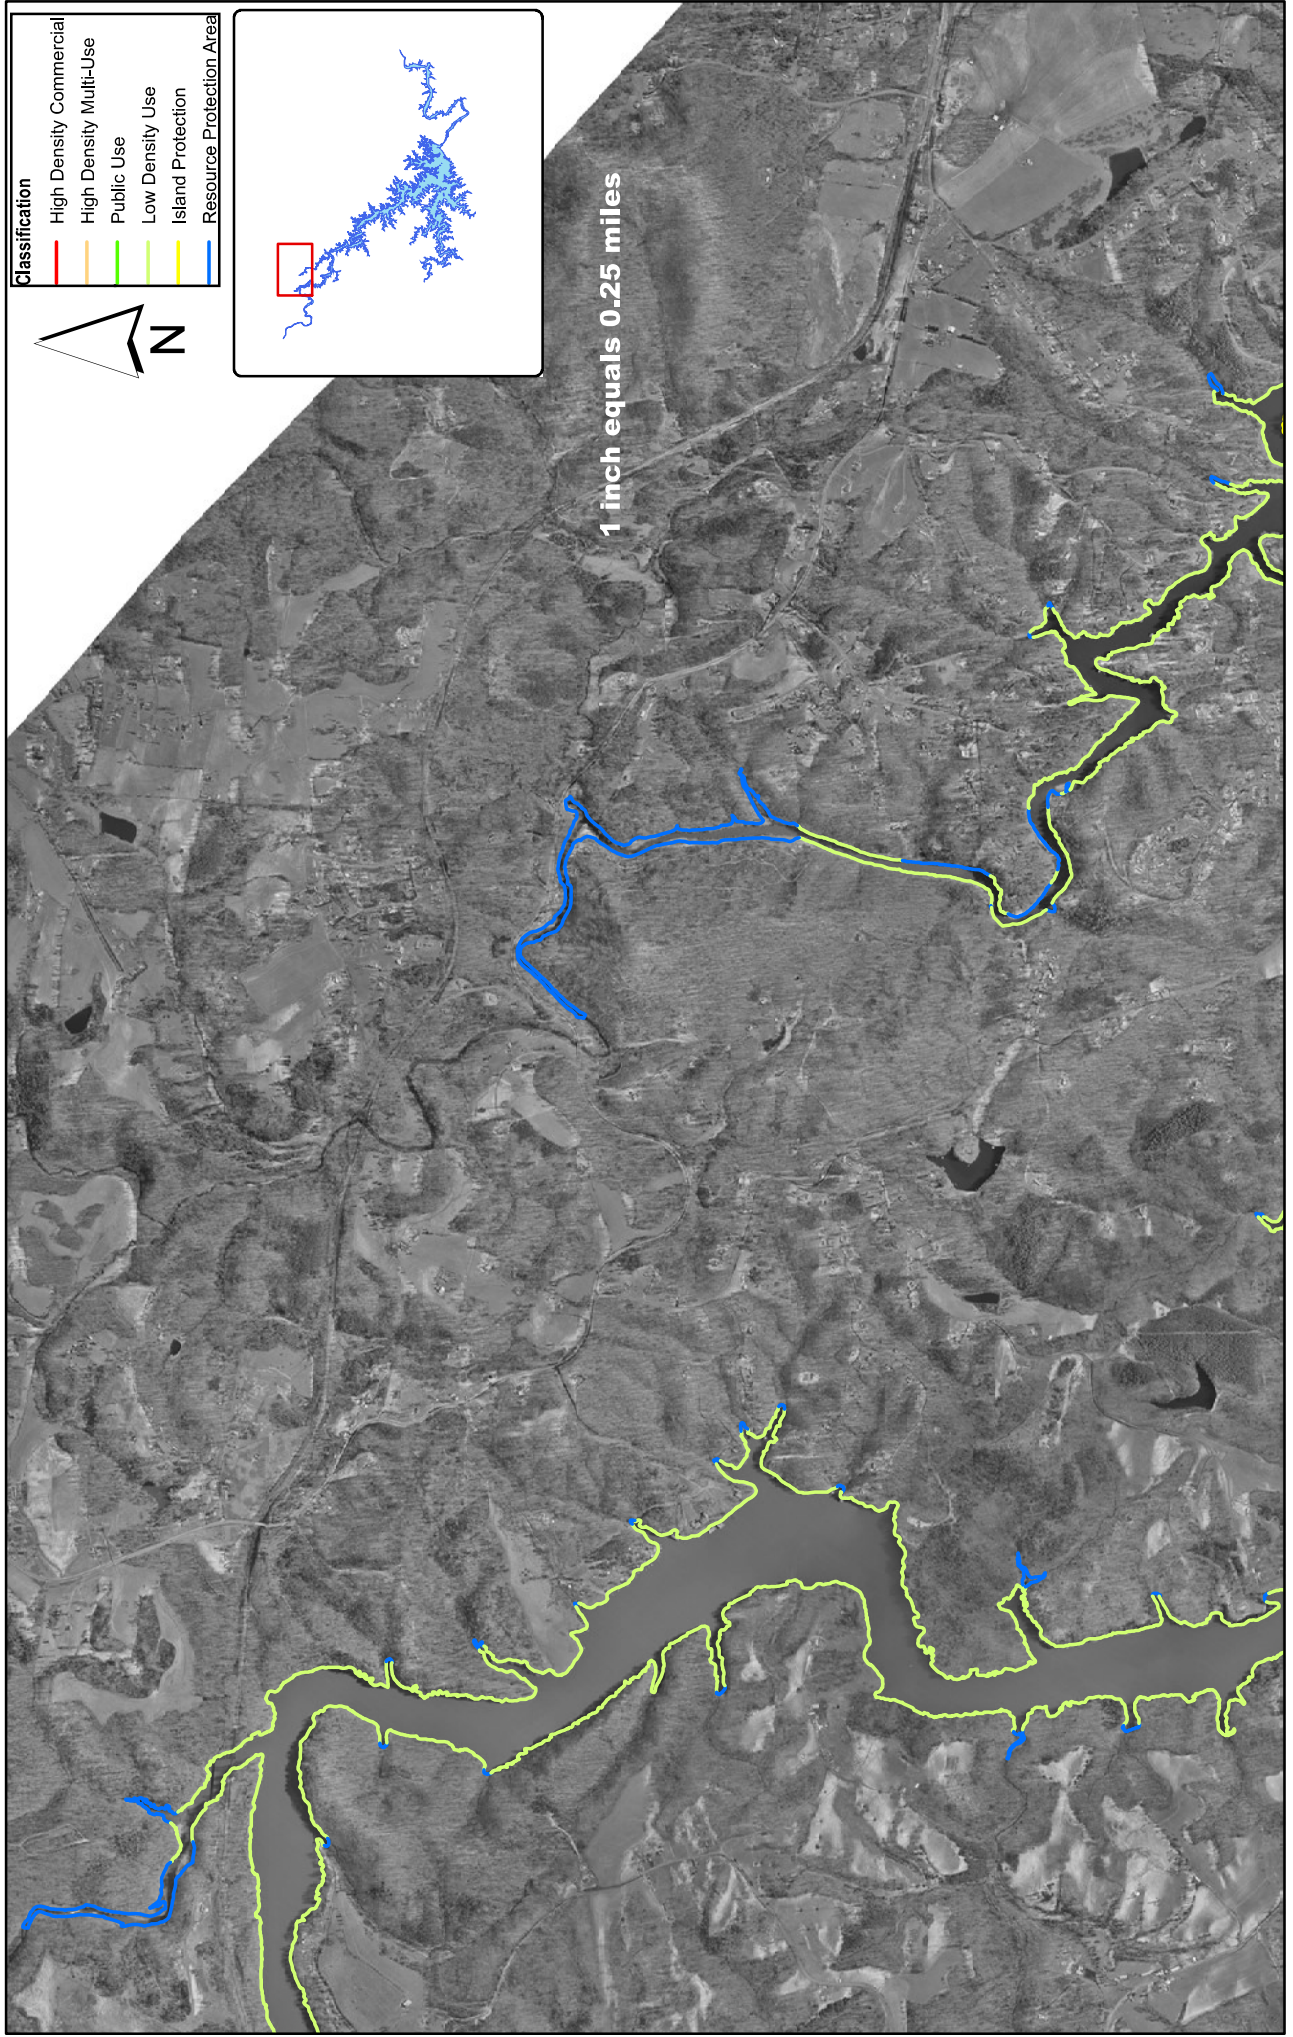 Classification
High Density Commercial
High Density Multi-Use
Public Use
Low Density Use
Island Protection
Resource Protection Area
N
1 inch equals 0.25 miles